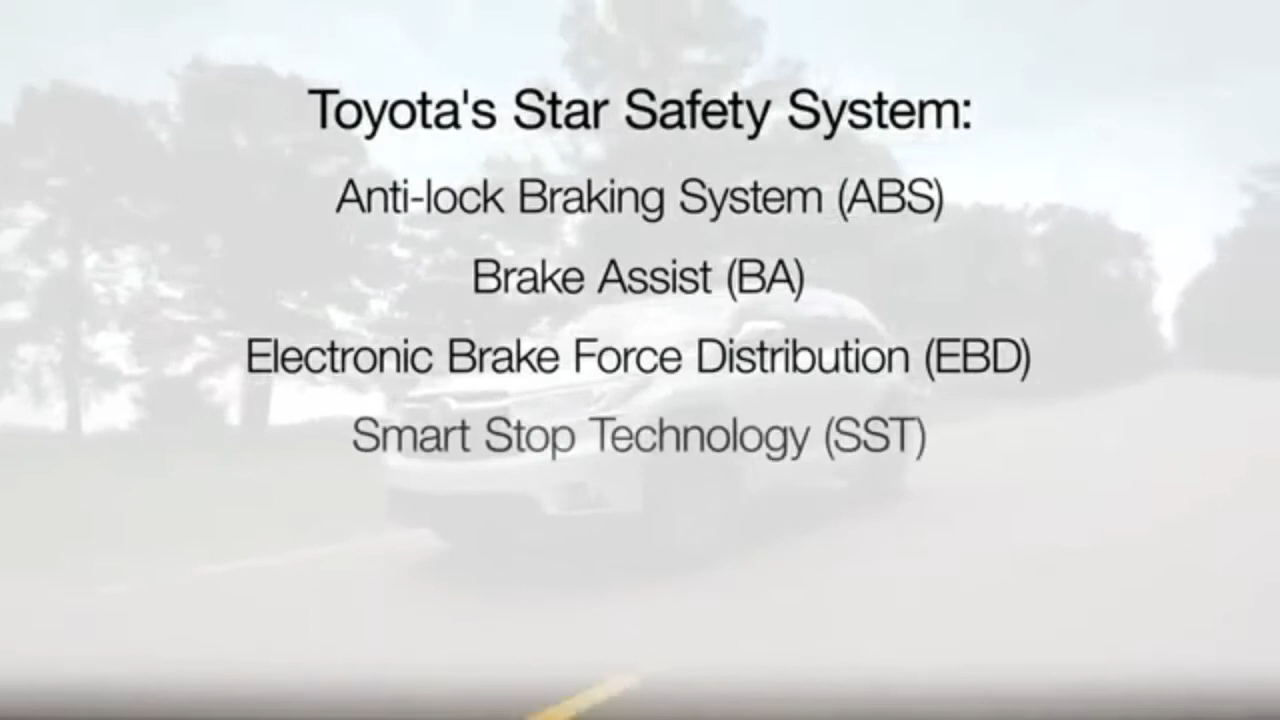 Toyota's Star Safety System:
Anti-lock Braking System (ABS)
Brake Assist (BA)
Electronic Brake Force Distribution (EBD)
Smart Stop Technology (SST)